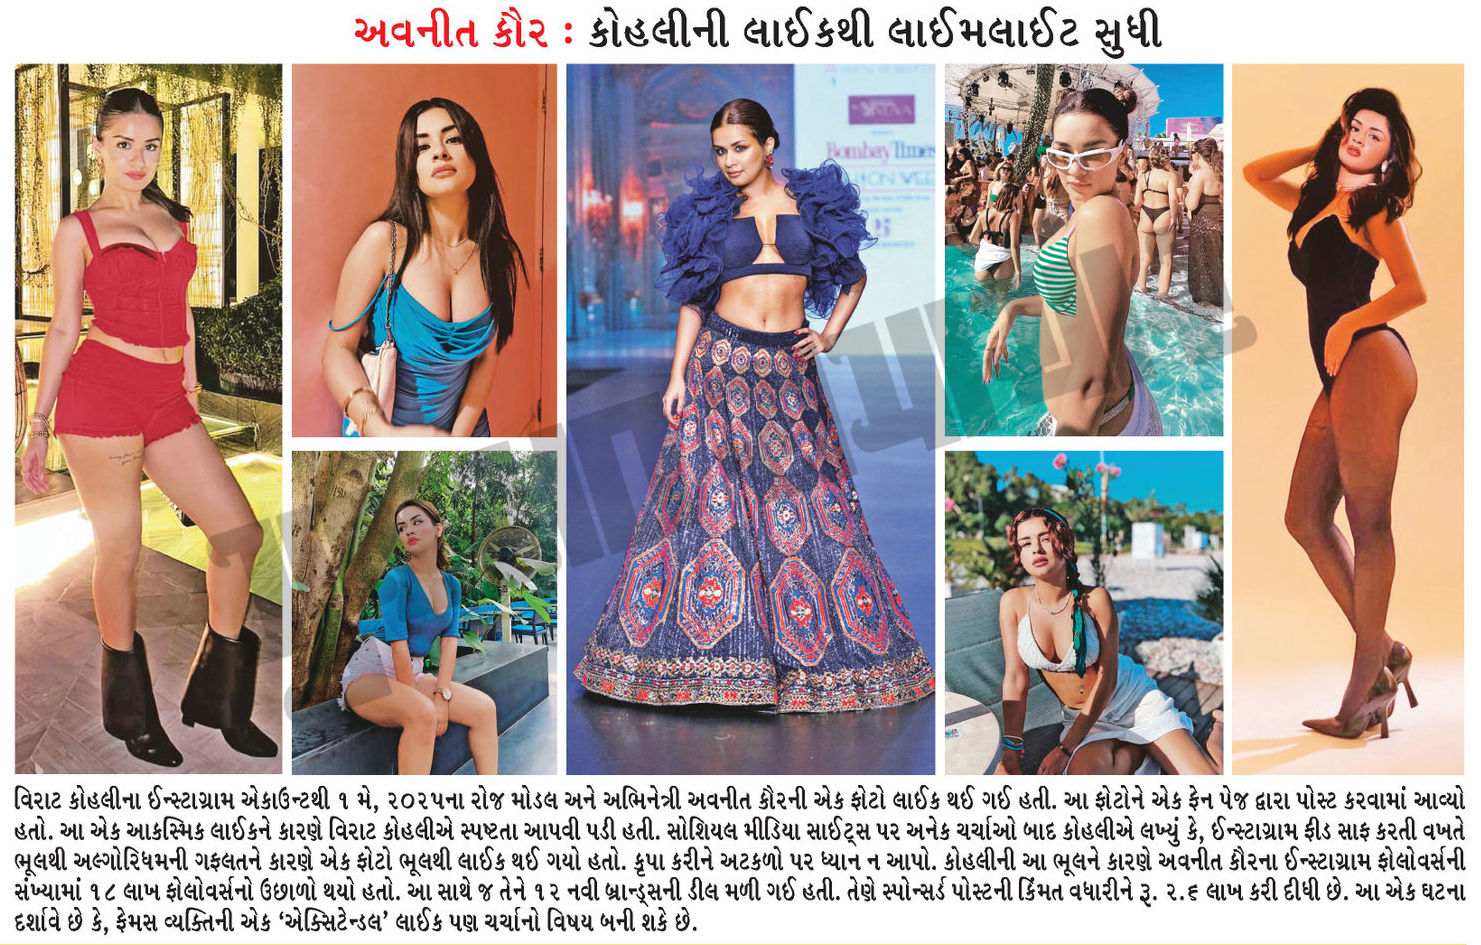 અવનીત કૌર : કોહલીની લાઈકથી લાઈમલાઈટ સુધી
Bombay Times
વિરાટ કોહલીના ઈન્સ્ટાગ્રામ એકાઉન્ટથી ૧ મે, ૨૦૨૫ના રોજ મોડલ અને અભિનેત્રી અવનીત કૌરની એક ફોટો લાઈક થઈ ગઈ હતી. આ ફોટોને એક ફેન પેજ દ્વારા પોસ્ટ કરવામાં આવ્યો
હતો. આ એક આકસ્મિક લાઈકને કારણે વિરાટ કોહલીએ સ્પષ્ટતા આપવી પડી હતી. સોશિયલ મીડિયા સાઈટ્સ પર અનેક ચર્ચાઓ બાદ કોહલીએ લખ્યું કે, ઈન્સ્ટાગ્રામ ફીડ સાફ કરતી વખતે
ભૂલથી અલ્ગોરિધમની ગફલતને કારણે એક ફોટો ભૂલથી લાઈક થઈ ગયો હતો. કૃપા કરીને અટકળો પર ધ્યાન ન આપો. કોહલીની આ ભૂલને કારણે અવનીત કૌરના ઈન્સ્ટાગ્રામ ફોલોવર્સની
સંખ્યામાં ૧૮ લાખ ફોલોવર્સનો ઉછાળો થયો હતો. આ સાથે જ તેને ૧૨ નવી બ્રાન્ડ્સની ડીલ મળી ગઈ હતી. તેણે સ્પોન્સર્ડ પોસ્ટની કિંમત વધારીને રૂ. ૨.૬ લાખ કરી દીધી છે. આ એક ઘટના
દર્શાવે છે કે, ફેમસ વ્યક્તિની એક ‘એક્સિટેન્ડલ’ લાઈક પણ ચર્ચાનો વિષય બની શકે છે.